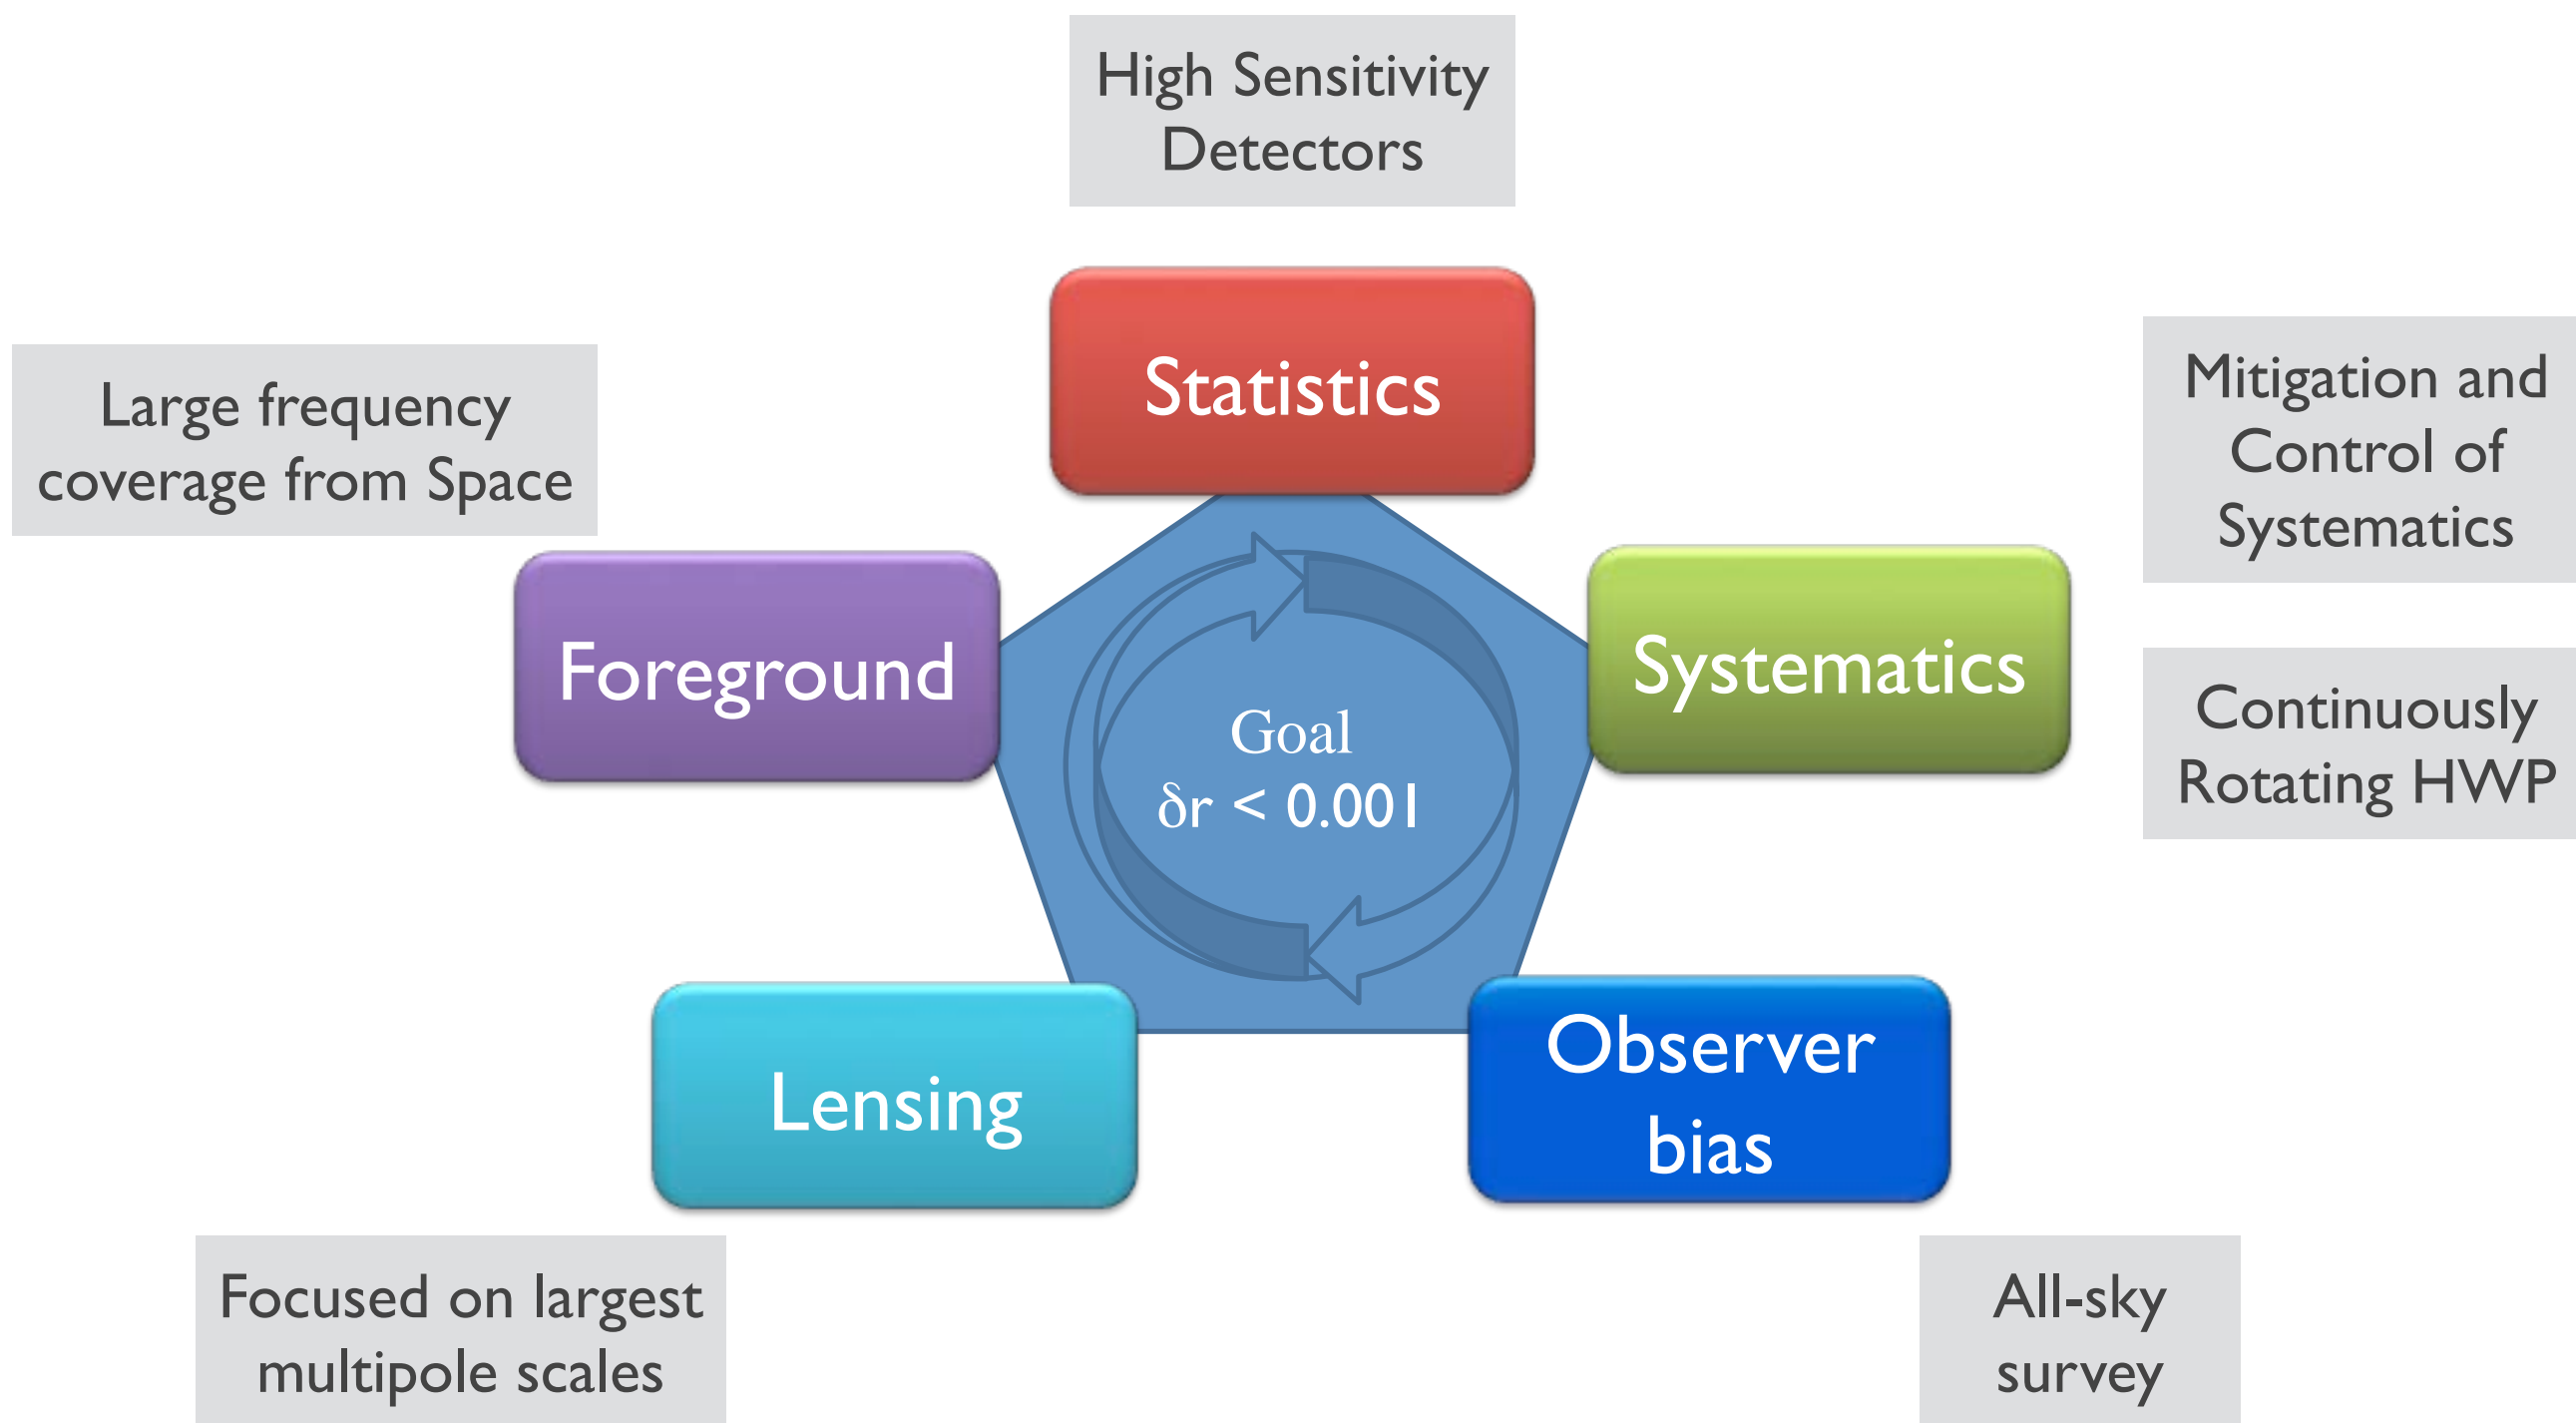 High Sensitivity
Detectors
Statistics
Large frequency
coverage from Space
Mitigation and
Control of
Systematics
Foreground
Systematics
Continuously
Rotating HWP
Goal
δr < 0.001
Lensing
Observer
bias
Focused on largest
multipole scales
All-sky
survey